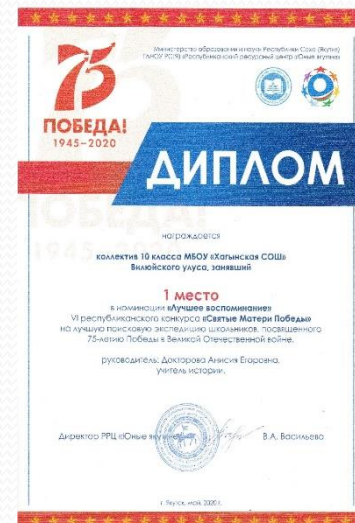 Министерство образования и науки Республики Саха (Якутия)
ГАНОУ РС(Я) «Республиканский ресурсный центр «Юные якутяне»
75
ПОБЕДА!
1945–2020
ДИПЛОМ
награждается
коллектив 10 класса МБОУ «Хагынская СОШ»
Вилюйского улуса, занявший
1 место
в номинации «Лучшее воспоминание»
VI республиканского конкурса «Святые Матери Победы»
на лучшую поисковую экспедицию школьников, посвященного
75-летию Победы в Великой Отечественной войне.
руководитель: Докторова Анисия Егоровна,
учитель истории.
Директор РРЦ «Юные якутяне» В.А. Васильева
г. Якутск, май, 2020 г.